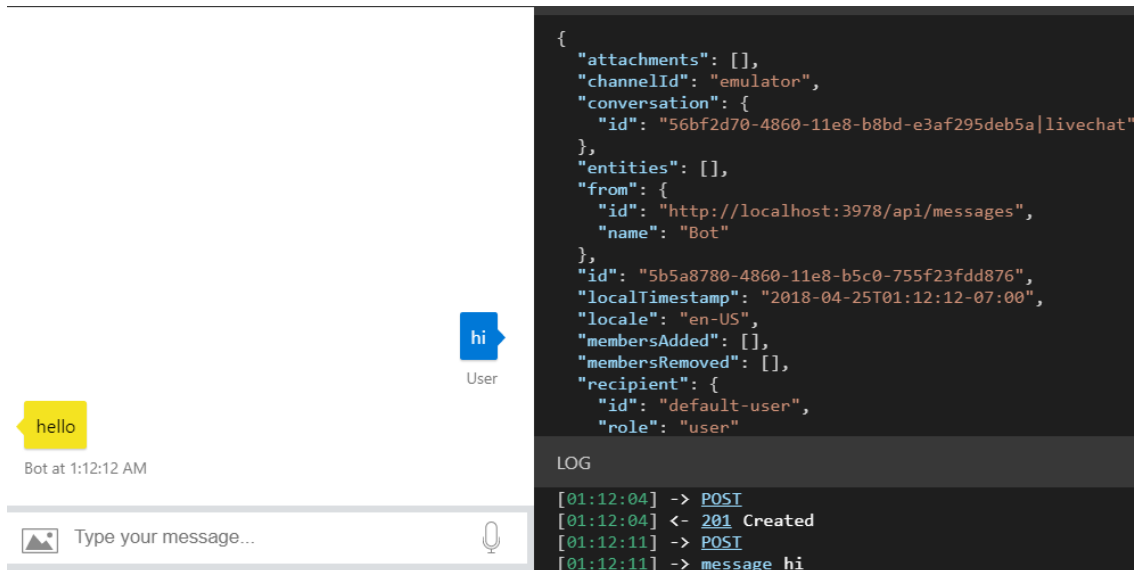 hi
User
hello
Bot at 1:12:12 AM
Type your message...
{
"attachments": [],
"channelId": "emulator",
"conversation": {
"id": "56bf2d70-4860-11e8-b8bd-e3af295deb5a|livechat"
},
"entities": [],
"from": {
"id": "http://localhost:3978/api/messages",
"name": "Bot"
},
"id": "5b5a8780-4860-11e8-b5c0-755f23fdd876",
"localTimestamp": "2018-04-25T01:12:12-07:00",
"locale": "en-US",
"membersAdded": [],
"membersRemoved": [],
"recipient": {
"id": "default-user",
"role": "user"
LOG
[01:12:04] -> POST
[01:12:04] <- 201 Created
[01:12:11] -> POST
[01:12:11] -> message hi